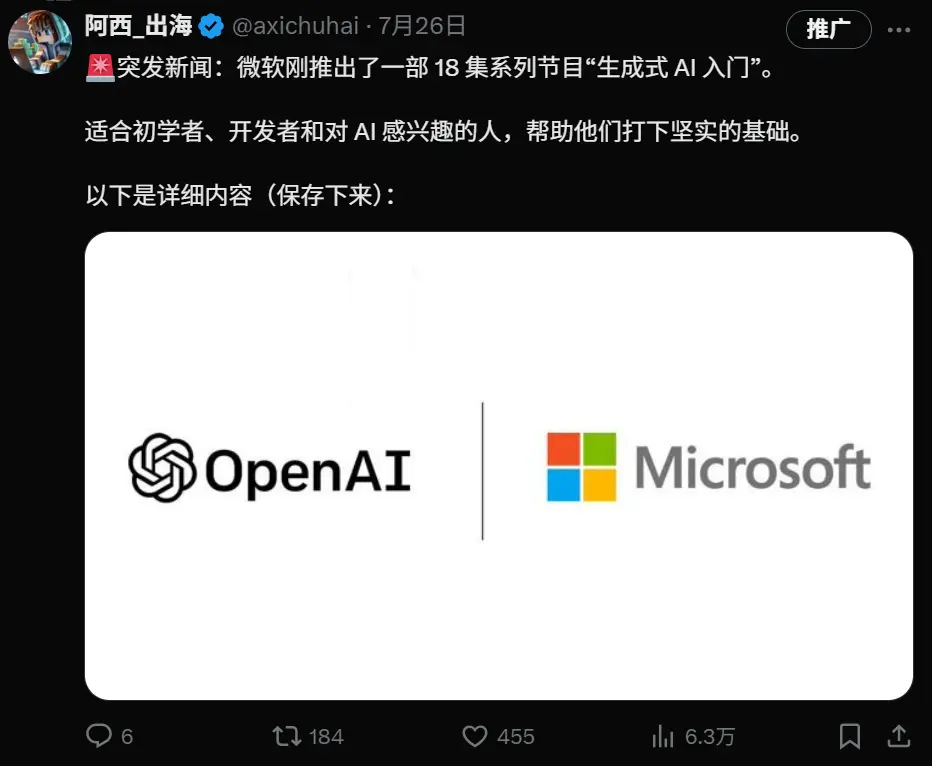 阿西_出海 @axichuhai · 7月26日
推广
🚨突发新闻：微软刚推出了一部 18 集系列节目“生成式 AI 入门”。
适合初学者、开发者和对 AI 感兴趣的人，帮助他们打下坚实的基础。
以下是详细内容（保存下来）：
OpenAI
Microsoft
6 184 455 6.3万